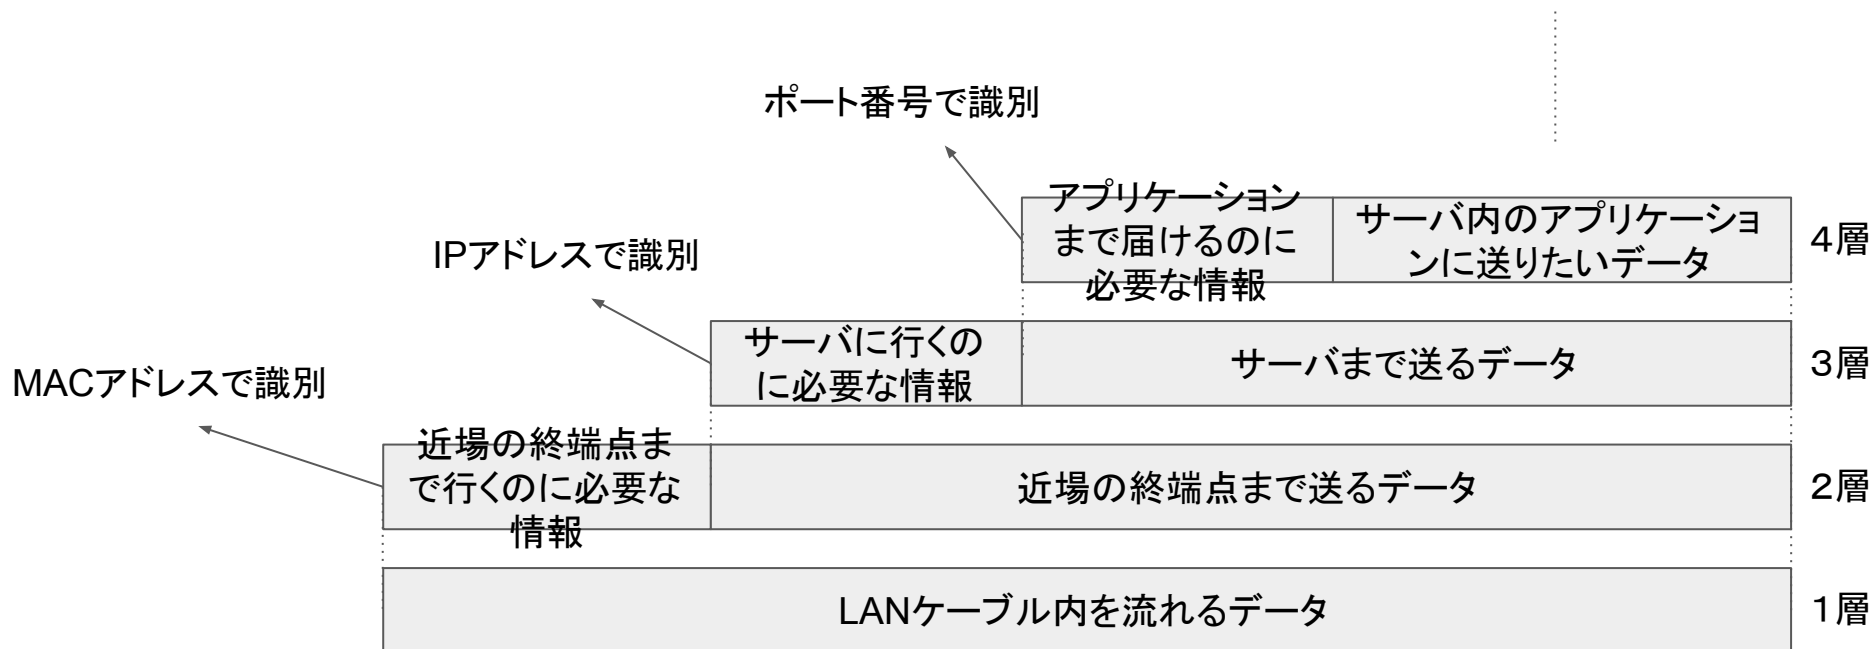 ポート番号で識別
アプリケーション
まで届けるのに
必要な情報
サーバ内のアプリケーショ
ンに送りたいデータ
4層
IPアドレスで識別
サーバに行くの
に必要な情報
サーバまで送るデータ
3層
MACアドレスで識別
近場の終端点ま
で行くのに必要な
情報
近場の終端点まで送るデータ
2層
LANケーブル内を流れるデータ
1層